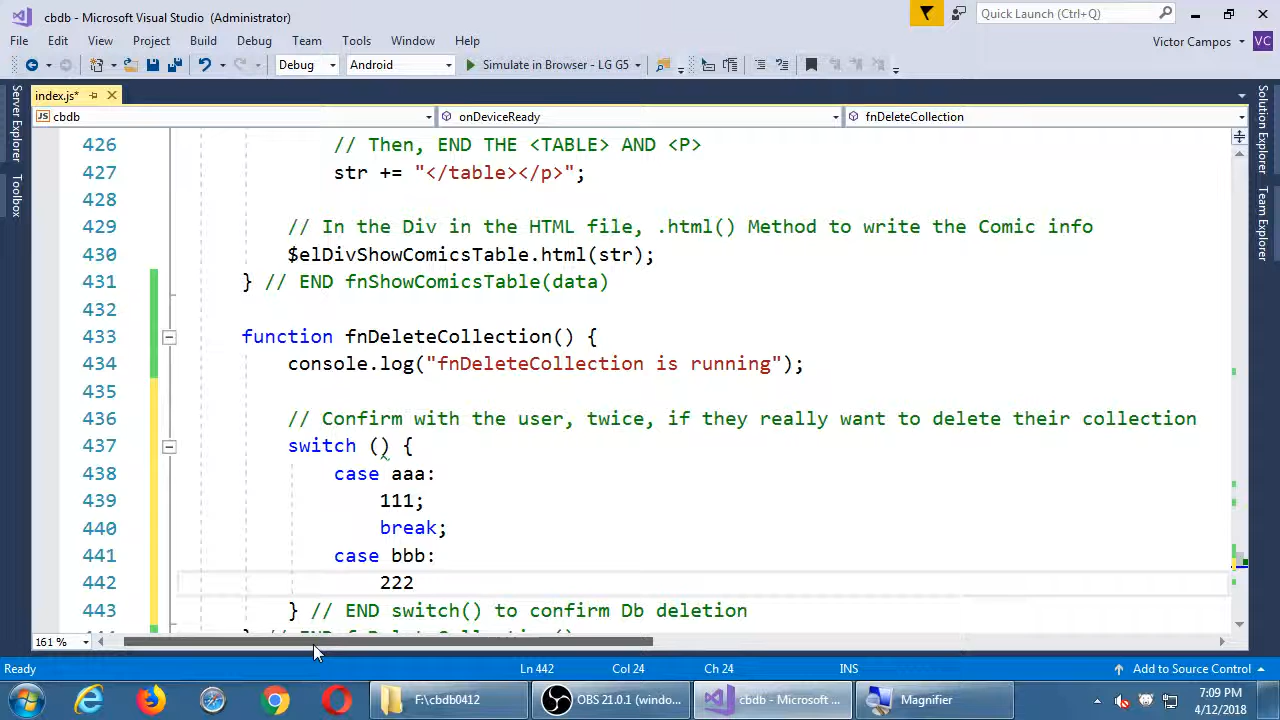 cbdb - Microsoft Visual Studio (Administrator)
Quick Launch (Ctrl+Q)
File Edit View Project Build Debug Team Tools Window Help
Victor Campos VC
Debug Android Simulate in Browser - LG G5
index.js*
cbdb onDeviceReady fnDeleteCollection
Server Explorer
Toolbox
Solution Explorer
Team Explorer
426 // Then, END THE <TABLE> AND <P>
427 str += "</table></p>";
428
429 // In the Div in the HTML file, .html() Method to write the Comic info
430 $elDivShowComicsTable.html(str);
431 } // END fnShowComicsTable(data)
432
433 function fnDeleteCollection() {
434 console.log("fnDeleteCollection is running");
435
436 // Confirm with the user, twice, if they really want to delete their collection
437 switch () {
438 case aaa:
439 111;
440 break;
441 case bbb:
442 222
443 } // END switch() to confirm Db deletion
161 %
Ready Ln 442 Col 24 Ch 24 INS Add to Source Control
F:\cbdb0412 OBS 21.0.1 (windo... cbdb - Microsoft ... Magnifier
7:09 PM
4/12/2018